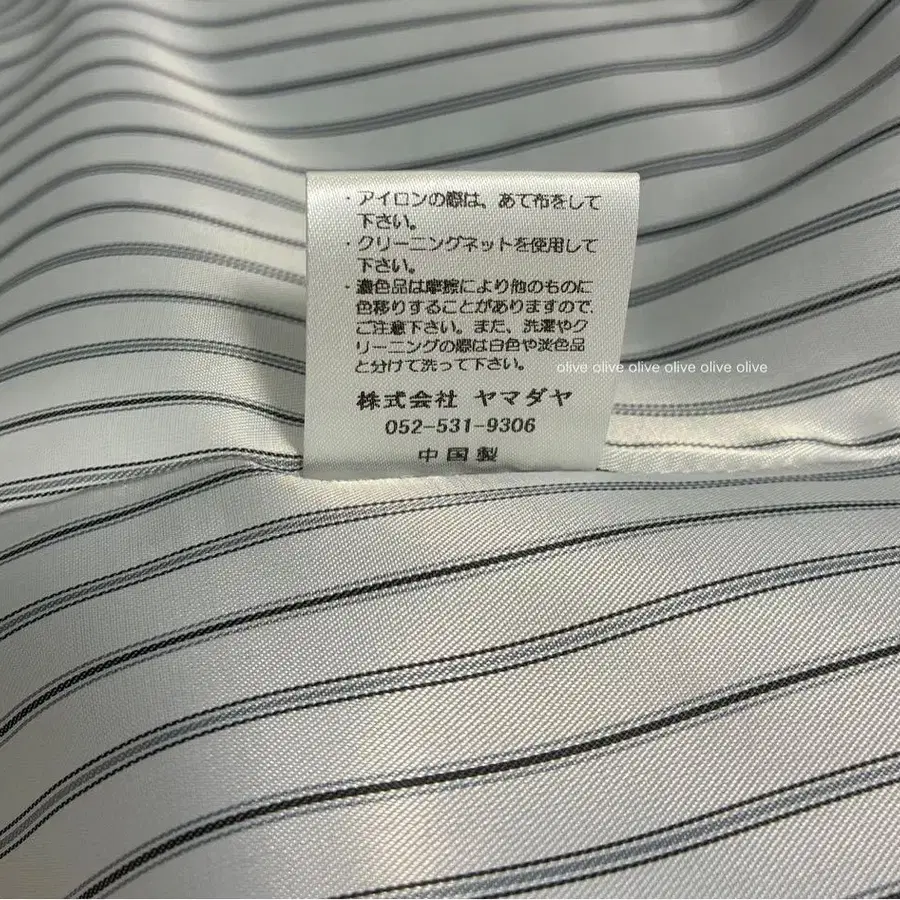 ・アイロンの際は、あて布をして
下さい。
・クリーニングネットを使用して
下さい。
・濃色品は摩擦により他のものに
色移りすることがありますので、
ご注意下さい。また、洗濯やク
リーニングの際は白色や淡色品
と分けて洗って下さい。
olive olive olive olive olive olive
株式会社 ヤマダヤ
052-531-9306
中国製